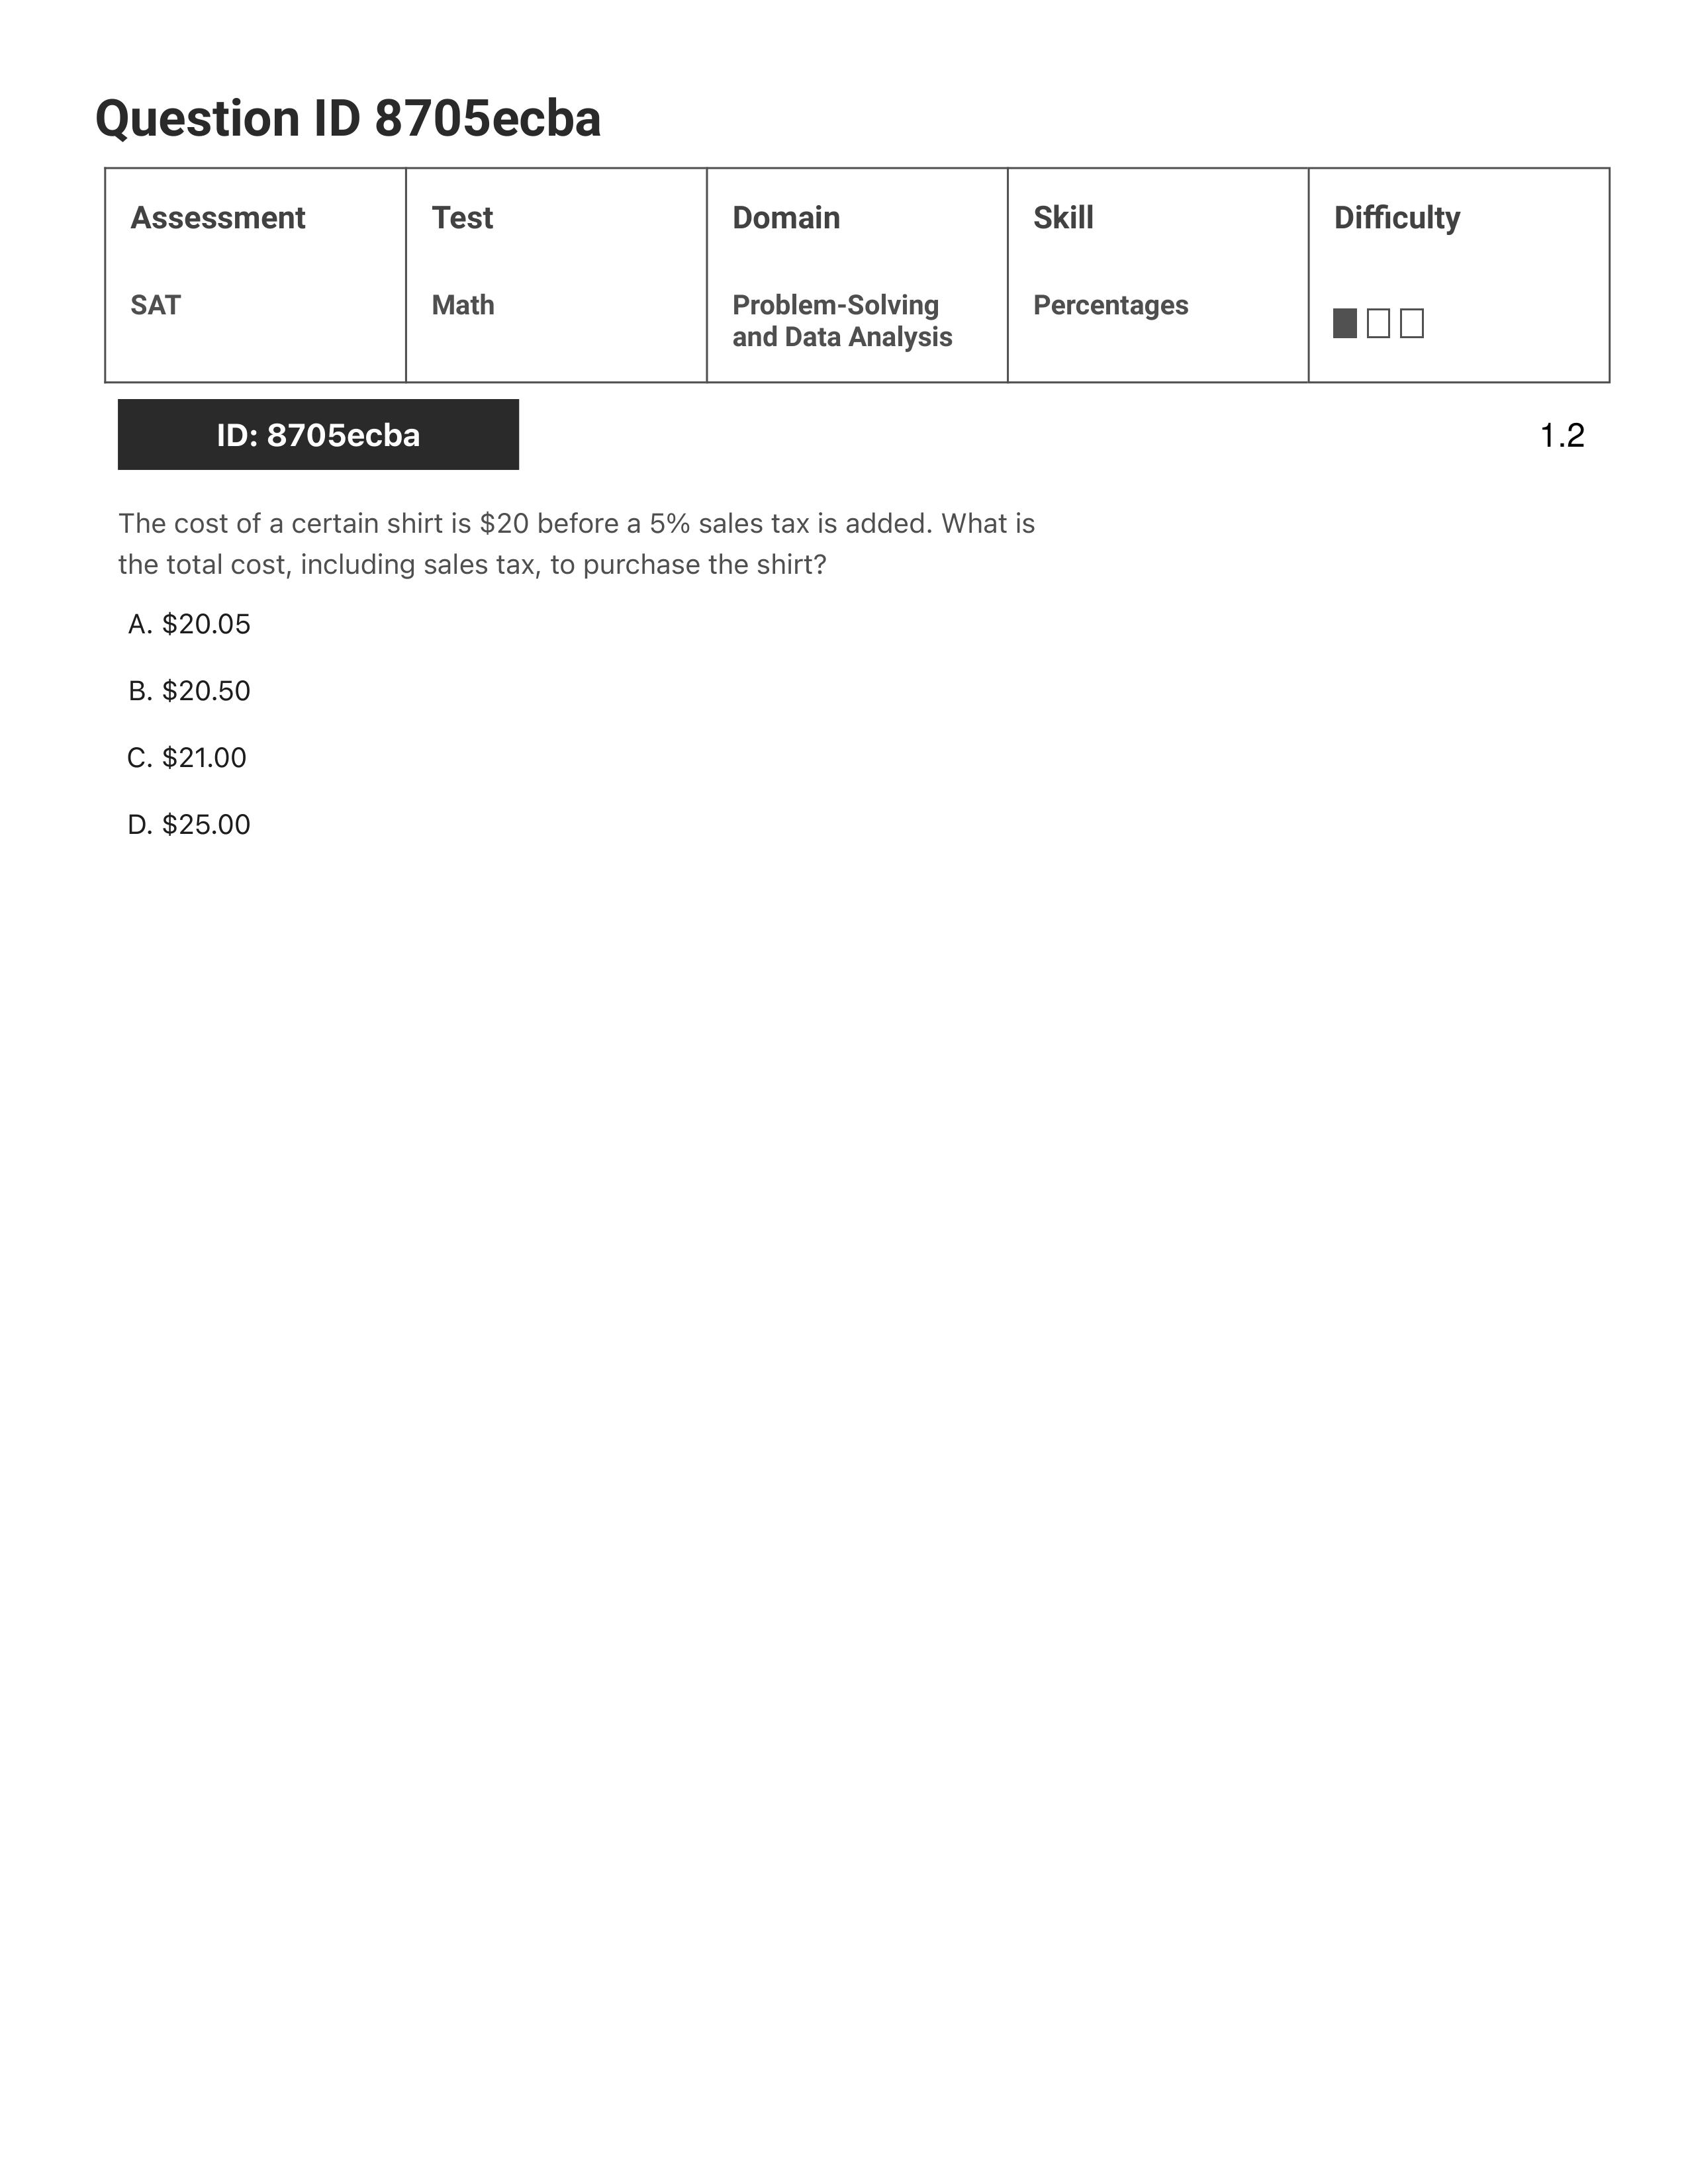 Question ID 8705ecba
Assessment
Test
Domain
Skill
Difficulty
SAT
Math
Problem-Solving
and Data Analysis
Percentages
ID: 8705ecba
1.2
The cost of a certain shirt is $20 before a 5% sales tax is added. What is
the total cost, including sales tax, to purchase the shirt?
A. $20.05
B. $20.50
C. $21.00
D. $25.00